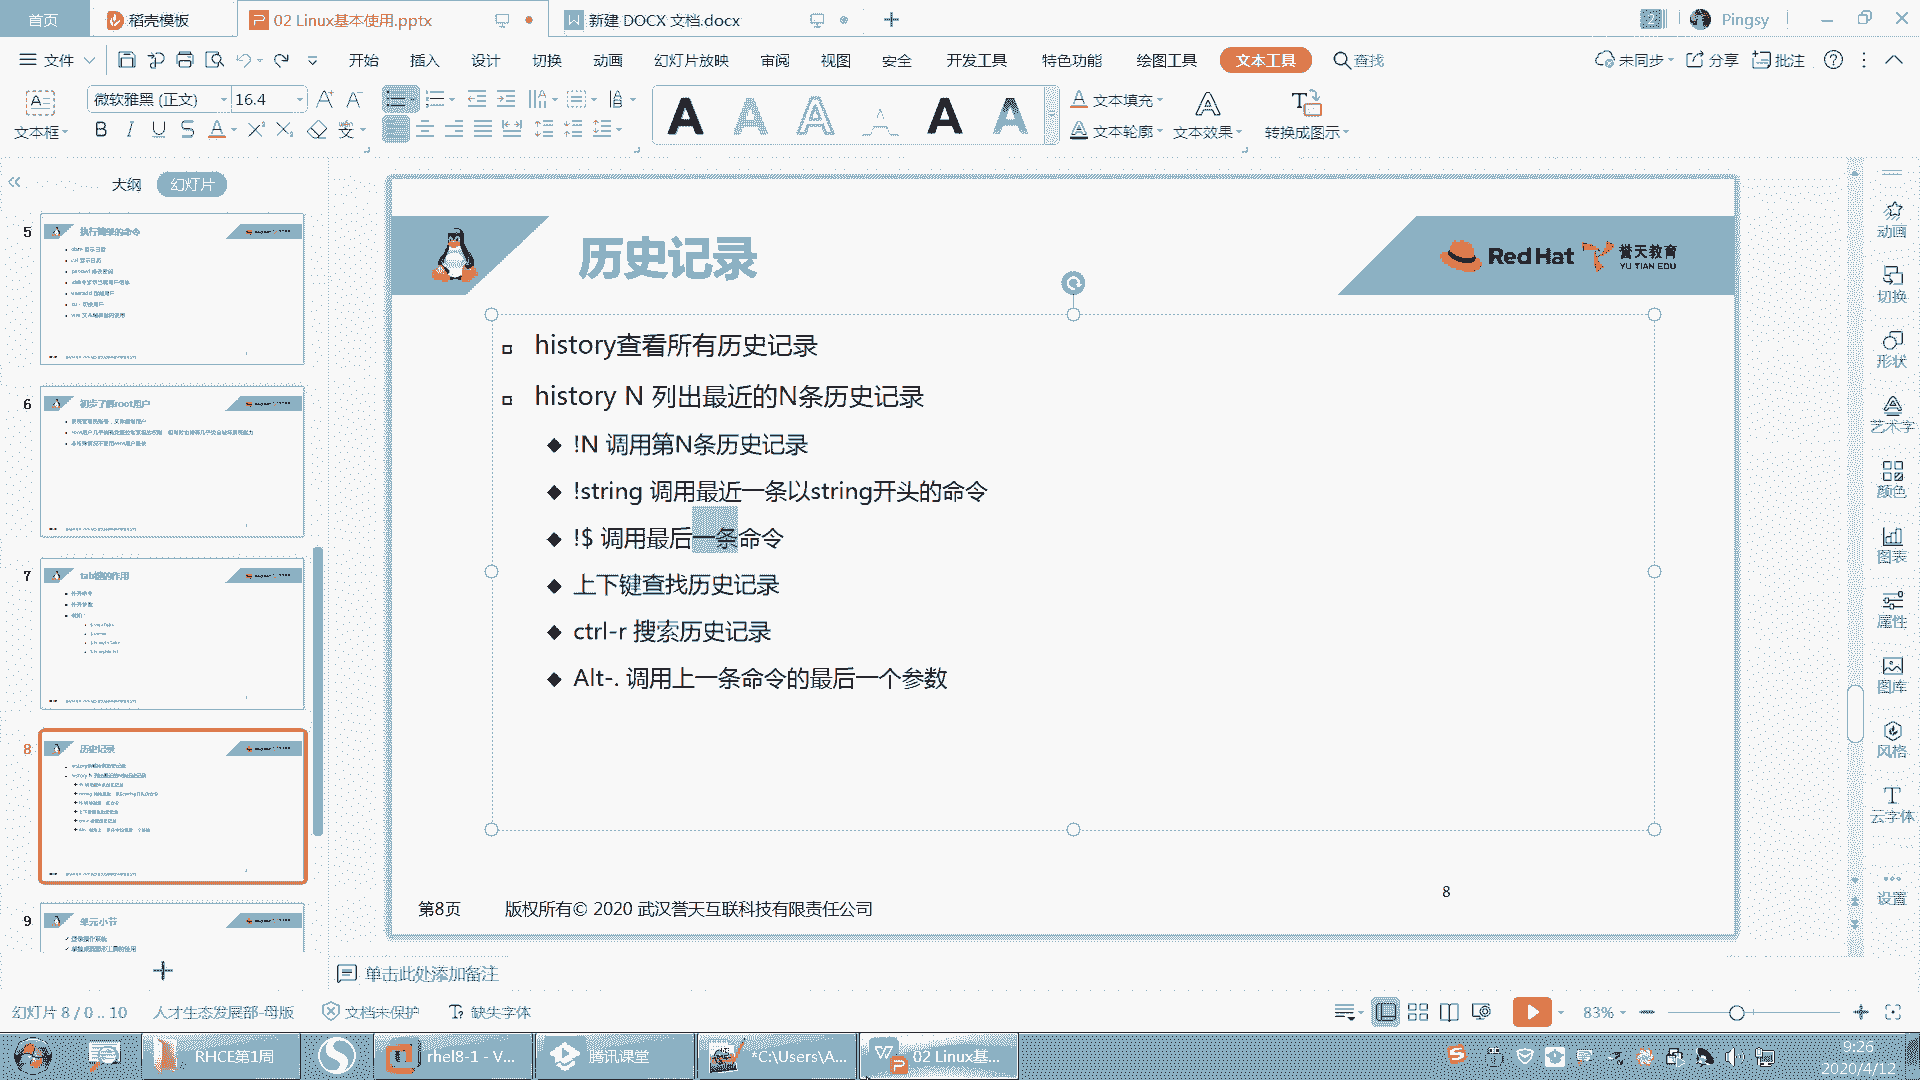 首页
稻壳模板
02 Linux基本使用.pptx
新建 DOCX 文档.docx
Pingsy
文件
开始
插入
设计
切换
动画
幻灯片放映
审阅
视图
安全
开发工具
特色功能
绘图工具
文本工具
查找
未同步
分享
批注
文本框
微软雅黑 (正文)
16.4
文本填充
文本轮廓
文本效果
转换成图示
大纲
幻灯片
5
执行简单的命令
6
初步了解root用户
7
tab键的作用
8
历史记录
9
单元小节
历史记录
Red Hat
誉天教育
YU TIAN EDU
history查看所有历史记录
history N 列出最近的N条历史记录
!N 调用第N条历史记录
!string 调用最近一条以string开头的命令
!$ 调用最后一条命令
上下键查找历史记录
ctrl-r 搜索历史记录
Alt-. 调用上一条命令的最后一个参数
8
第8页
版权所有© 2020 武汉誉天互联科技有限责任公司
动画
切换
形状
艺术字
颜色
图表
属性
图库
风格
云字体
设置
单击此处添加备注
幻灯片 8 / 0 .. 10
人才生态发展部-母版
文档未保护
缺失字体
83%
RHCE第1周
rhel8-1 - V...
腾讯课堂
*C:\Users\A...
02 Linux基...
9:26
2020/4/12